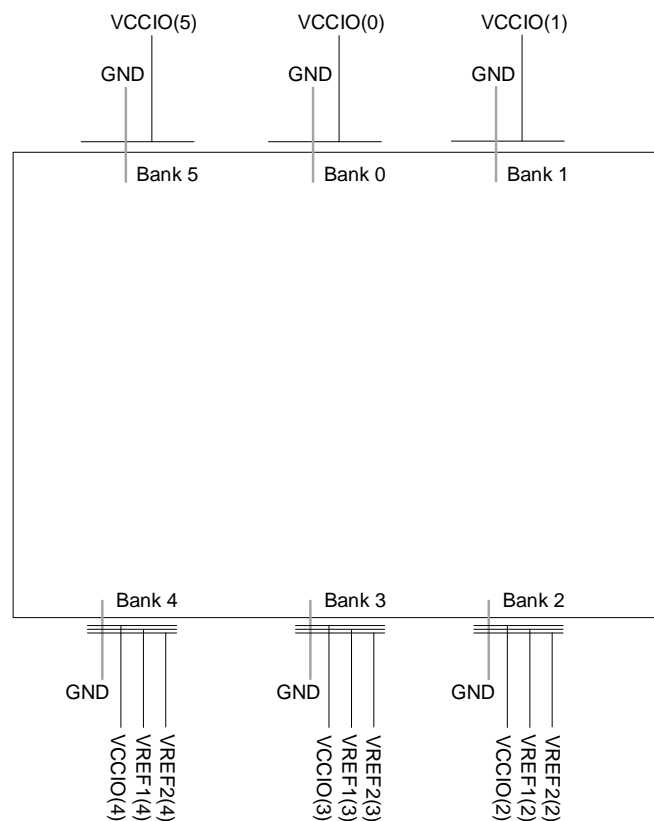 VCCIO(5) VCCIO(0) VCCIO(1)
GND GND GND
Bank 5 Bank 0 Bank 1
Bank 4 Bank 3 Bank 2
GND GND GND
VCCIO(4)
VREF1(4)
VREF2(4)
VCCIO(3)
VREF1(3)
VREF2(3)
VCCIO(2)
VREF1(2)
VREF2(2)